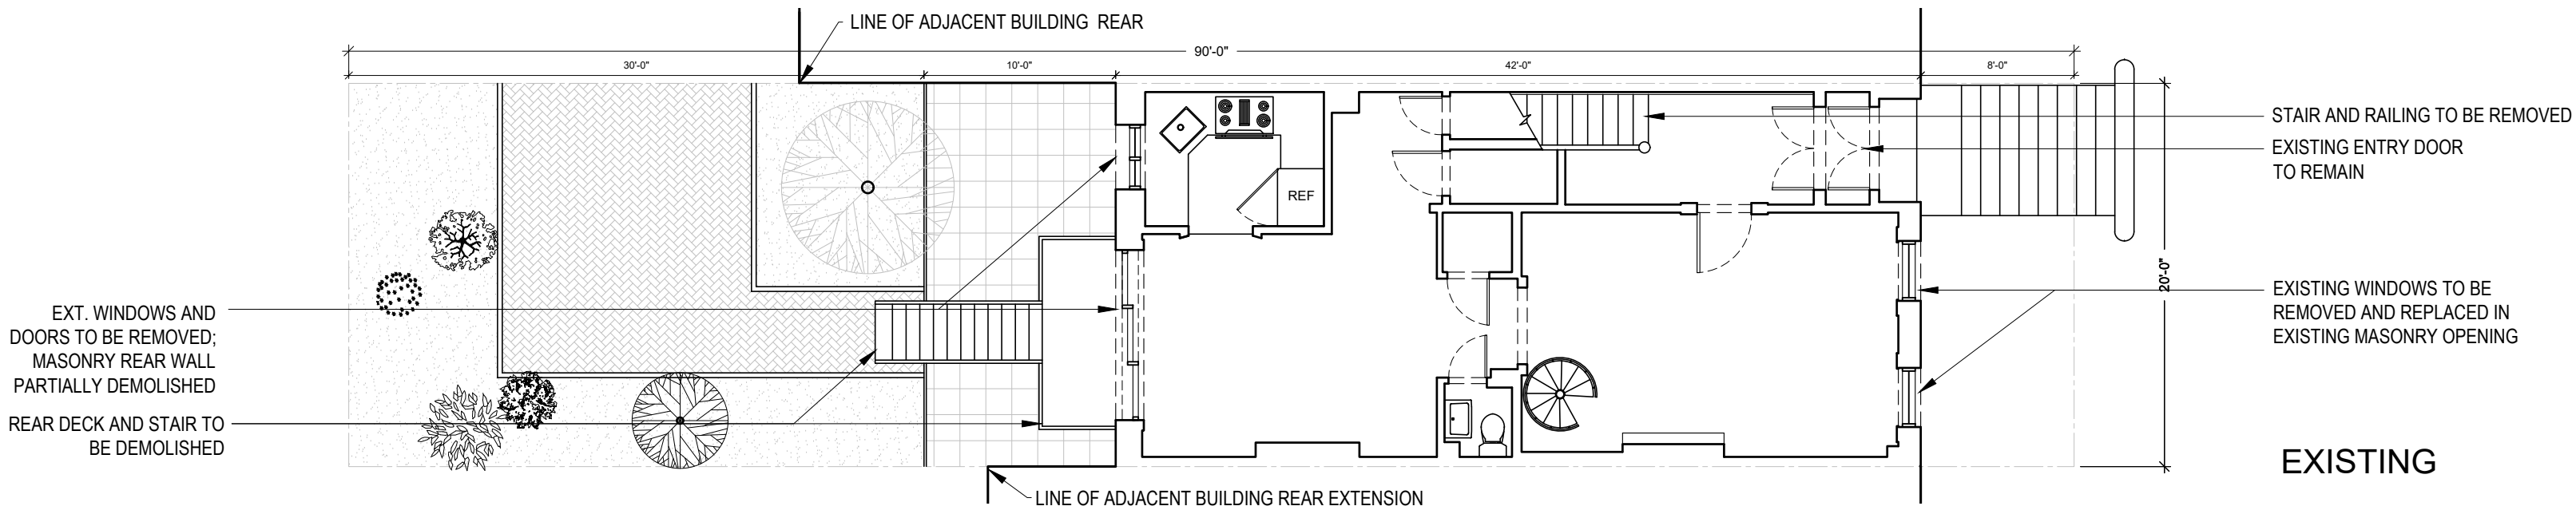 LINE OF ADJACENT BUILDING REAR
90'-0"
30'-0"
10'-0"
42'-0"
8'-0"
STAIR AND RAILING TO BE REMOVED
EXISTING ENTRY DOOR
TO REMAIN
REF
20'-0"
EXISTING WINDOWS TO BE
REMOVED AND REPLACED IN
EXISTING MASONRY OPENING
EXT. WINDOWS AND
DOORS TO BE REMOVED;
MASONRY REAR WALL
PARTIALLY DEMOLISHED
REAR DECK AND STAIR TO
BE DEMOLISHED
EXISTING
LINE OF ADJACENT BUILDING REAR EXTENSION